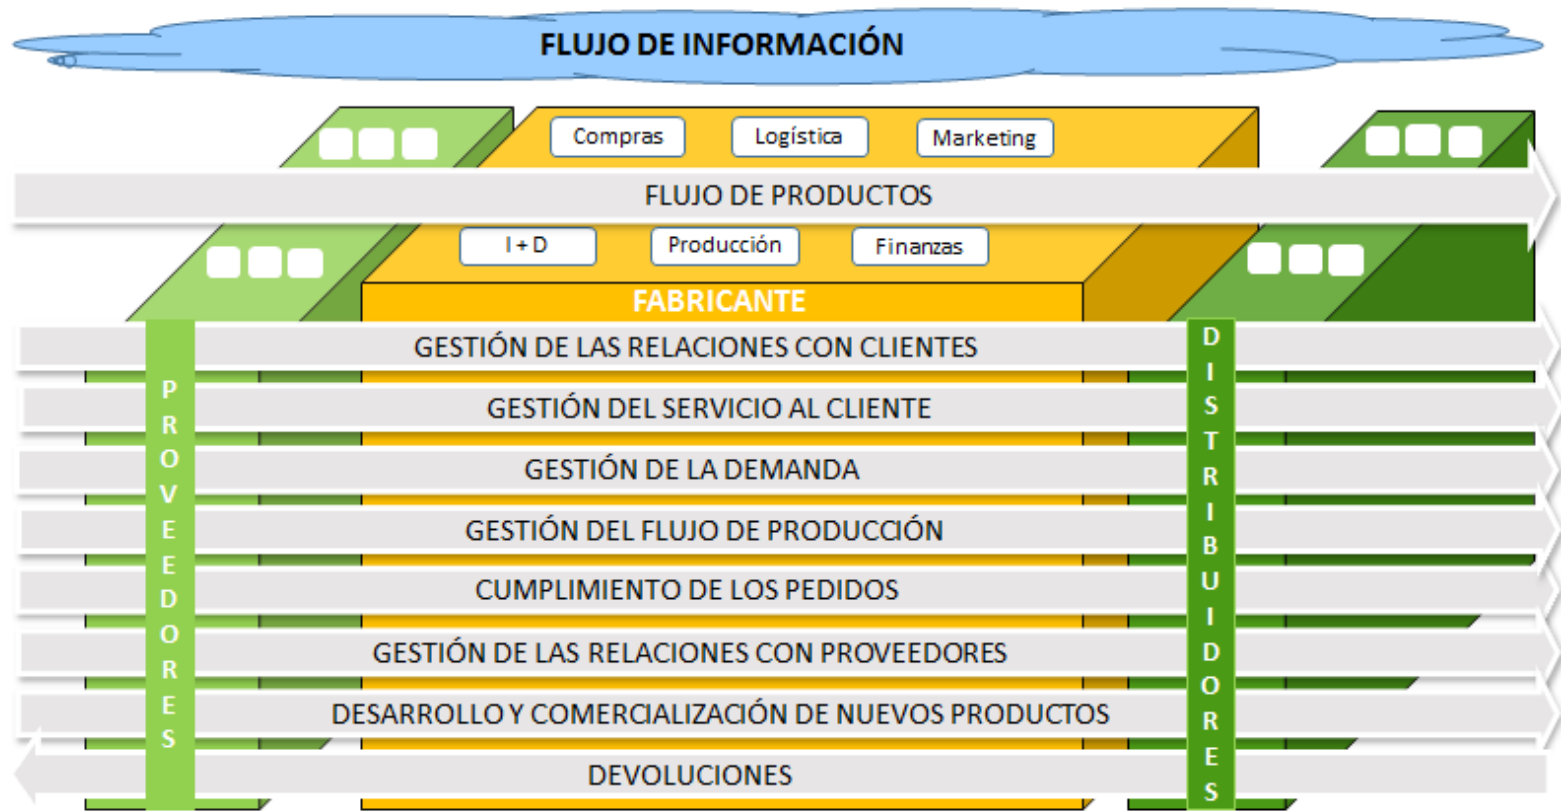 FLUJO DE INFORMACIÓN
Compras
Logística
Marketing
FLUJO DE PRODUCTOS
I + D
Producción
Finanzas
FABRICANTE
GESTIÓN DE LAS RELACIONES CON CLIENTES
GESTIÓN DEL SERVICIO AL CLIENTE
GESTIÓN DE LA DEMANDA
GESTIÓN DEL FLUJO DE PRODUCCIÓN
CUMPLIMIENTO DE LOS PEDIDOS
GESTIÓN DE LAS RELACIONES CON PROVEEDORES
DESARROLLO Y COMERCIALIZACIÓN DE NUEVOS PRODUCTOS
DEVOLUCIONES
PROVEEDORES
DISTRIBUIDORES